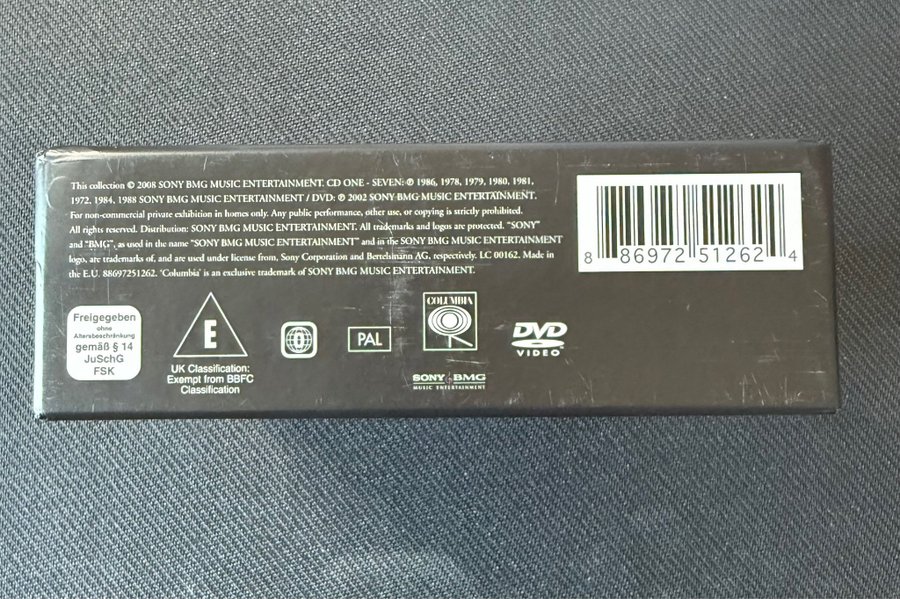 This collection © 2008 SONY BMG MUSIC ENTERTAINMENT. CD ONE - SEVEN: ℗ 1986, 1978, 1979, 1980, 1981,
1972, 1984, 1988 SONY BMG MUSIC ENTERTAINMENT / DVD: ℗ 2002 SONY BMG MUSIC ENTERTAINMENT.
For non-commercial private exhibition in homes only. Any public performance, other use, or copying is strictly prohibited.
All rights reserved. Distribution: SONY BMG MUSIC ENTERTAINMENT. All trademarks and logos are protected. "SONY"
and "BMG", as used in the name "SONY BMG MUSIC ENTERTAINMENT" and in the SONY BMG MUSIC ENTERTAINMENT
logo, are trademarks of, and are used under license from, Sony Corporation and Bertelsmann AG, respectively. LC 00162. Made in
the E.U. 88697251262. 'Columbia' is an exclusive trademark of SONY BMG MUSIC ENTERTAINMENT.
8 86972 51262 4
Freigegeben
ohne
Altersbeschränkung
gemäß § 14
JuSchG
FSK
E
UK Classification:
Exempt from BBFC
Classification
0
PAL
COLUMBIA
SONY BMG
MUSIC ENTERTAINMENT
DVD
VIDEO